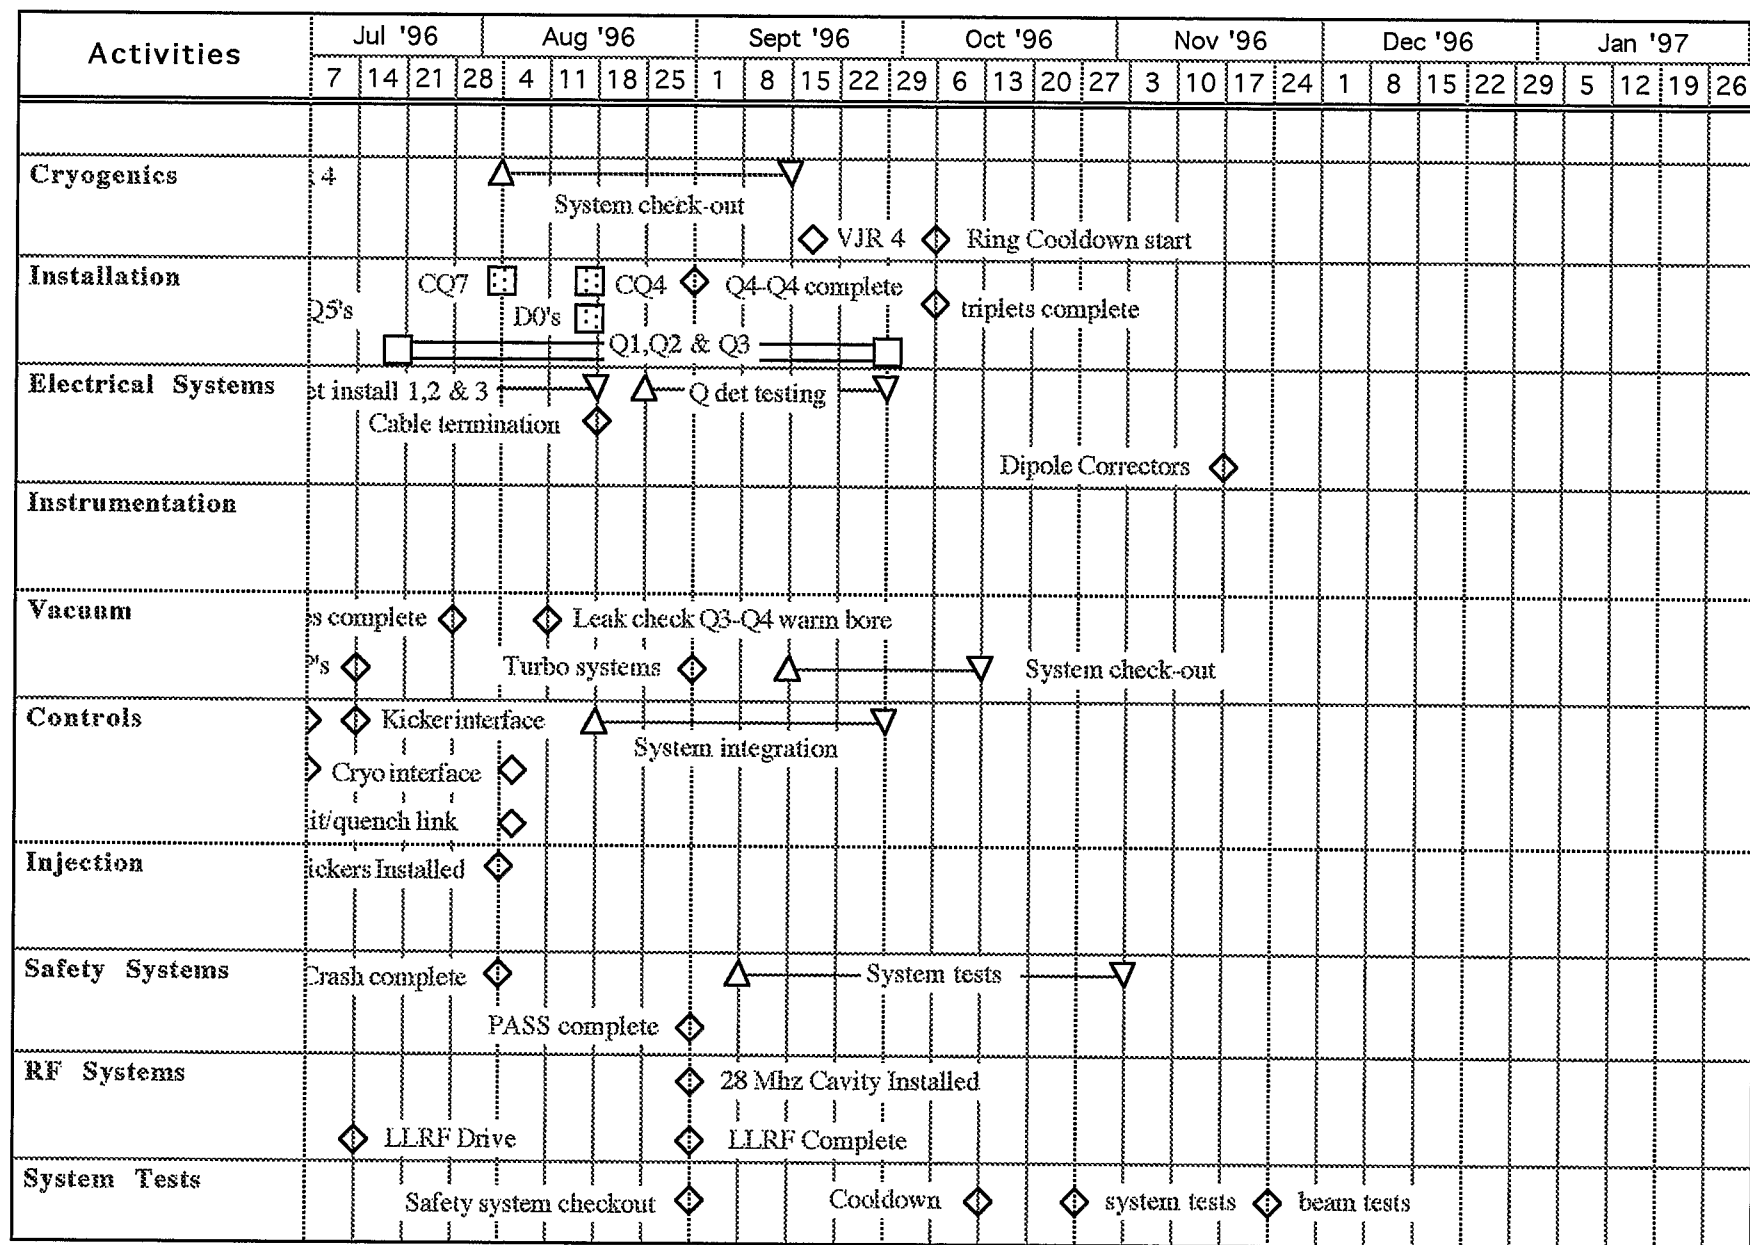 Activities
Jul '96 Aug '96 Sept '96 Oct '96 Nov '96 Dec '96 Jan '97
7 14 21 28 4 11 18 25 1 8 15 22 29 6 13 20 27 3 10 17 24 1 8 15 22 29 5 12 19 26
Cryogenics 4
System check-out
VJR 4 Ring Cooldown start
Installation CQ7 CQ4 Q4-Q4 complete
Q5's D0's triplets complete
Q1,Q2 & Q3
Electrical Systems et install 1,2 & 3 Q det testing
Cable termination
Dipole Correctors
Instrumentation
Vacuum s complete Leak check Q3-Q4 warm bore
's Turbo systems System check-out
Controls Kicker interface
System integration
Cryo interface
it/quench link
Injection ickers Installed
Safety Systems Crash complete System tests
PASS complete
RF Systems 28 Mhz Cavity Installed
LLRF Drive LLRF Complete
System Tests Safety system checkout Cooldown system tests beam tests